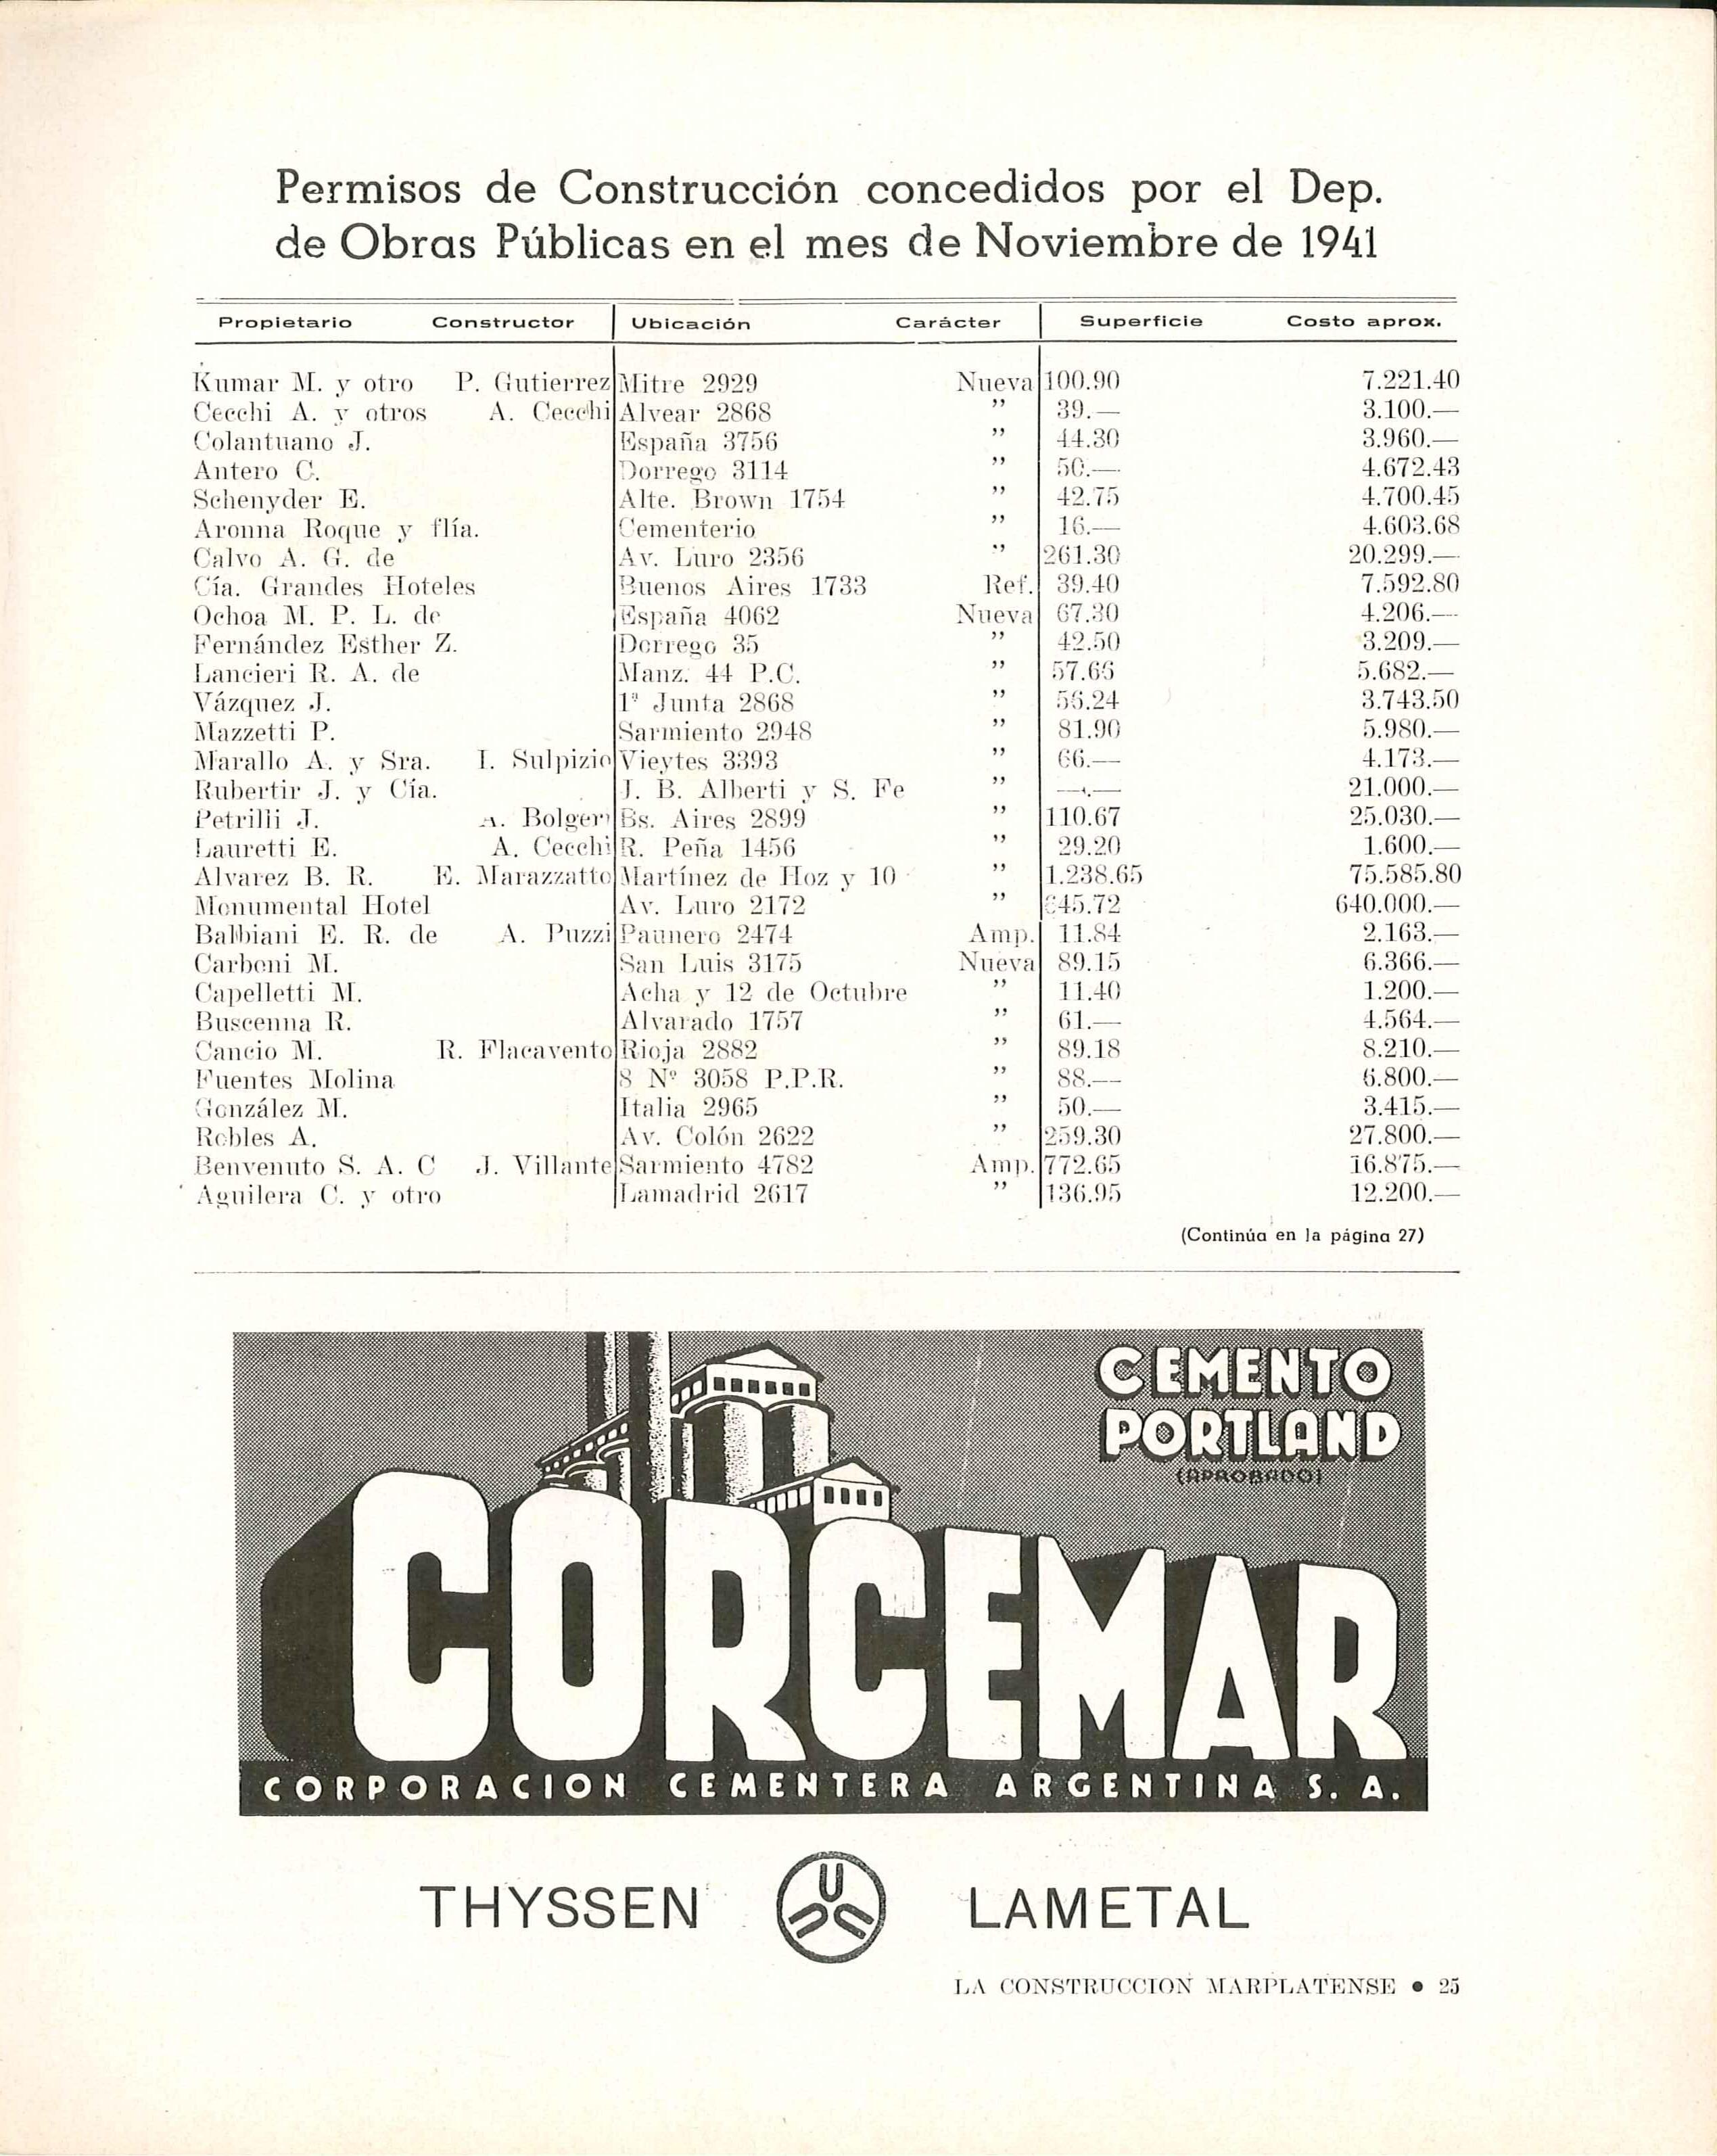 Permisos de Construcción concedidos por el Dep.
de Obras Públicas en el mes de Noviembre de 1941
Propietario Constructor Ubicación Carácter Superficie Costo aprox.
Kumar M. y otro P. Gutierrez Mitre 2929 Nueva 100.90 7.221.40
Cecchi A. y otros A. Cecchi Alvear 2868 ” 39.— 3.100.—
Colantuano J. España 3756 ” 44.30 3.960.—
Antero C. Dorrego 3114 ” 50.— 4.672.43
Schenyder E. Alte. Brown 1754 ” 42.75 4.700.45
Aronna Roque y flía. Cementerio ” 16.— 4.603.68
Calvo A. G. de Av. Luro 2356 ” 261.30 20.299.—
Cía. Grandes Hoteles Buenos Aires 1733 Ref. 39.40 7.592.80
Ochoa M. P. L. de España 4062 Nueva 67.30 4.206.—
Fernández Esther Z. Dorrego 35 ” 42.50 3.209.—
Lancieri R. A. de Manz. 44 P.C. ” 57.66 5.682.—
Vázquez J. 1ª Junta 2868 ” 56.24 3.743.50
Mazzetti P. Sarmiento 2948 ” 81.90 5.980.—
Marallo A. y Sra. I. Sulpizio Vieytes 3393 ” 66.— 4.173.—
Rubertir J. y Cía. J. B. Alberti y S. Fe ” —.— 21.000.—
Petrilli J. A. Bolgeri Bs. Aires 2899 ” 110.67 25.030.—
Lauretti E. A. Cecchi R. Peña 1456 ” 29.20 1.600.—
Alvarez B. R. E. Marazzatto Martínez de Hoz y 10 ” 1.238.65 75.585.80
Monumental Hotel Av. Luro 2172 ” 645.72 640.000.—
Balbiani E. R. de A. Puzzi Paunero 2474 Amp. 11.84 2.163.—
Carboni M. San Luis 3175 Nueva 89.15 6.366.—
Capelletti M. Acha y 12 de Octubre ” 11.40 1.200.—
Buscenna R. Alvarado 1757 ” 61.— 4.564.—
Cancio M. R. Flacavento Rioja 2882 ” 89.18 8.210.—
Fuentes Molina 8 Nº 3058 P.P.R. ” 88.— 6.800.—
González M. Italia 2965 ” 50.— 3.415.—
Robles A. Av. Colón 2622 ” 259.30 27.800.—
Benvenuto S. A. C J. Villante Sarmiento 4782 Amp. 772.65 16.875.—
Aguilera C. y otro Lamadrid 2617 ” 136.95 12.200.—
(Continúa en la página 27)
CEMENTO
PORTLAND
(APROBADO)
CORCEMAR
CORPORACION CEMENTERA ARGENTINA S. A.
THYSSEN LAMETAL
LA CONSTRUCCION MARPLATENSE • 25